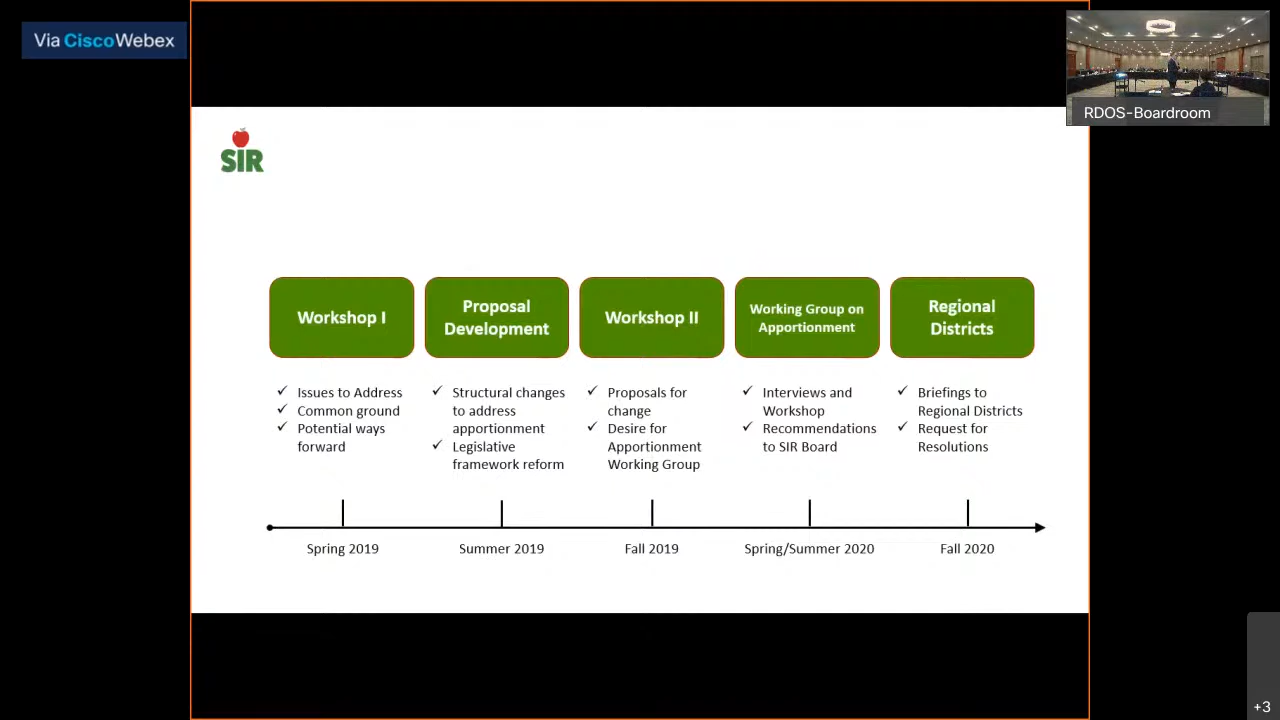 Via CiscoWebex
RDOS-Boardroom
SIR
Workshop I
Proposal
Development
Workshop II
Working Group on
Apportionment
Regional
Districts
✓ Issues to Address
✓ Common ground
✓ Potential ways
forward
✓ Structural changes
to address
apportionment
✓ Legislative
framework reform
✓ Proposals for
change
✓ Desire for
Apportionment
Working Group
✓ Interviews and
Workshop
✓ Recommendations
to SIR Board
✓ Briefings to
Regional Districts
✓ Request for
Resolutions
Spring 2019
Summer 2019
Fall 2019
Spring/Summer 2020
Fall 2020
+3